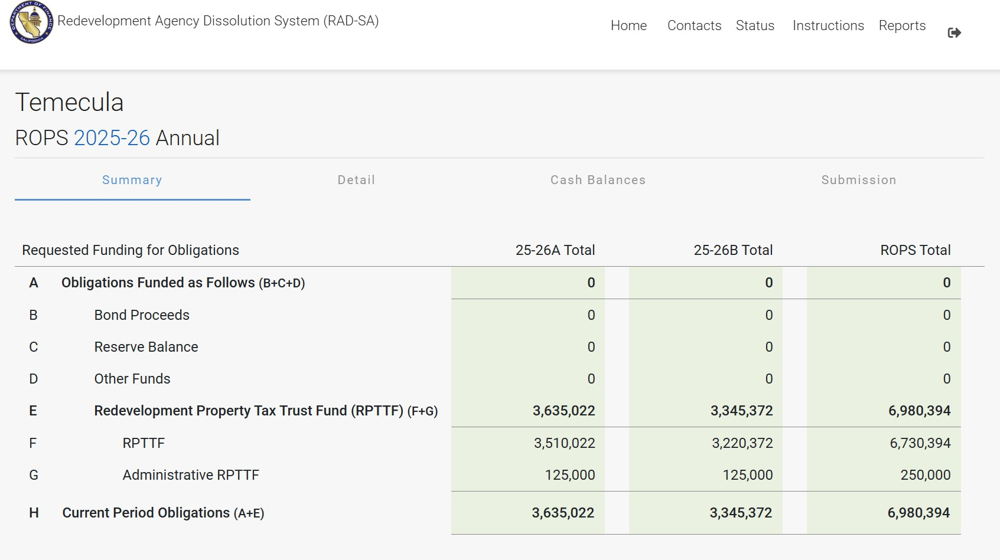 DEPARTMENT OF FINANCE
CALIFORNIA
Redevelopment Agency Dissolution System (RAD-SA)
Home Contacts Status Instructions Reports
Temecula
ROPS 2025-26 Annual
Summary Detail Cash Balances Submission
Requested Funding for Obligations 25-26A Total 25-26B Total ROPS Total
A Obligations Funded as Follows (B+C+D) 0 0 0
B Bond Proceeds 0 0 0
C Reserve Balance 0 0 0
D Other Funds 0 0 0
E Redevelopment Property Tax Trust Fund (RPTTF) (F+G) 3,635,022 3,345,372 6,980,394
F RPTTF 3,510,022 3,220,372 6,730,394
G Administrative RPTTF 125,000 125,000 250,000
H Current Period Obligations (A+E) 3,635,022 3,345,372 6,980,394